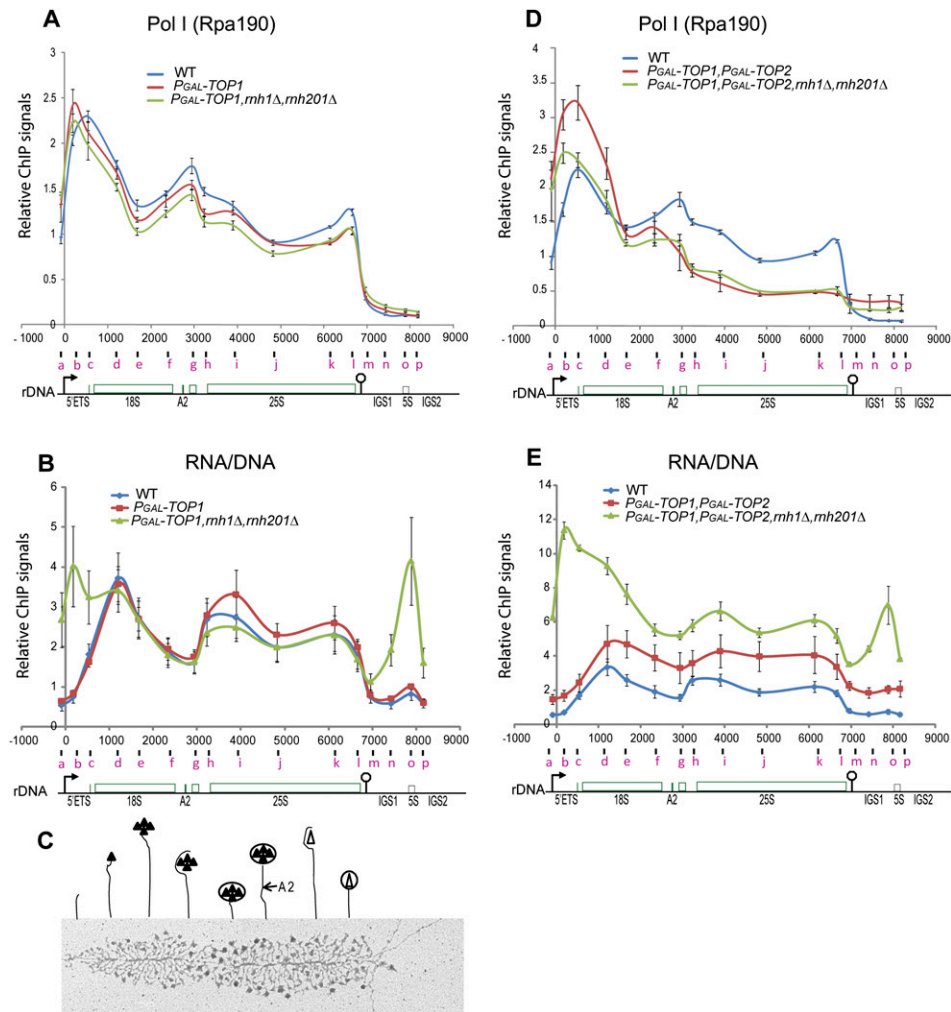 A
Pol I (Rpa190)
Relative ChIP signals
3
2.5
2
1.5
1
0.5
0
WT
PGAL-TOP1
PGAL-TOP1,rnh1Δ,rnh201Δ
- 1000 0 1000 2000 3000 4000 5000 6000 7000 8000 9000
a b c d e f g h i j k l m n o p
rDNA
5'ETS 18S A2 25S IGS1 5S IGS2
B
RNA/DNA
Relative ChIP signals
6
5
4
3
2
1
0
WT
PGAL-TOP1
PGAL-TOP1,rnh1Δ,rnh201Δ
-1000 0 1000 2000 3000 4000 5000 6000 7000 8000 9000
a b c d e f g h i j k l m n o p
rDNA
5'ETS 18S A2 25S IGS1 5S IGS2
C
A2
D
Pol I (Rpa190)
Relative ChIP signals
4
3.5
3
2.5
2
1.5
1
0.5
0
WT
PGAL-TOP1,PGAL-TOP2
PGAL-TOP1,PGAL-TOP2,rnh1Δ,rnh201Δ
- 1000 0 1000 2000 3000 4000 5000 6000 7000 8000 9000
a b c d e f g h i j k l m n o p
rDNA
5'ETS 18S A2 25S IGS1 5S IGS2
E
RNA/DNA
Relative ChIP signals
14
12
10
8
6
4
2
0
WT
PGAL-TOP1,PGAL-TOP2
PGAL-TOP1,PGAL-TOP2,rnh1Δ,rnh201Δ
-1000 0 1000 2000 3000 4000 5000 6000 7000 8000 9000
a b c d e f g h i j k l m n o p
rDNA
5'ETS 18S A2 25S IGS1 5S IGS2